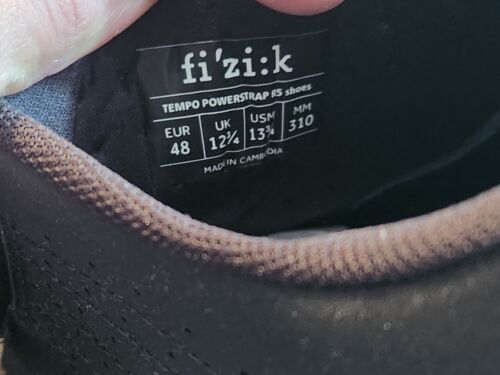 fi'zi:k
TEMPO POWERSTRAP R5 shoes
EUR UK USM MM
48 12¾ 13¾ 310
MADE IN CAMBODIA